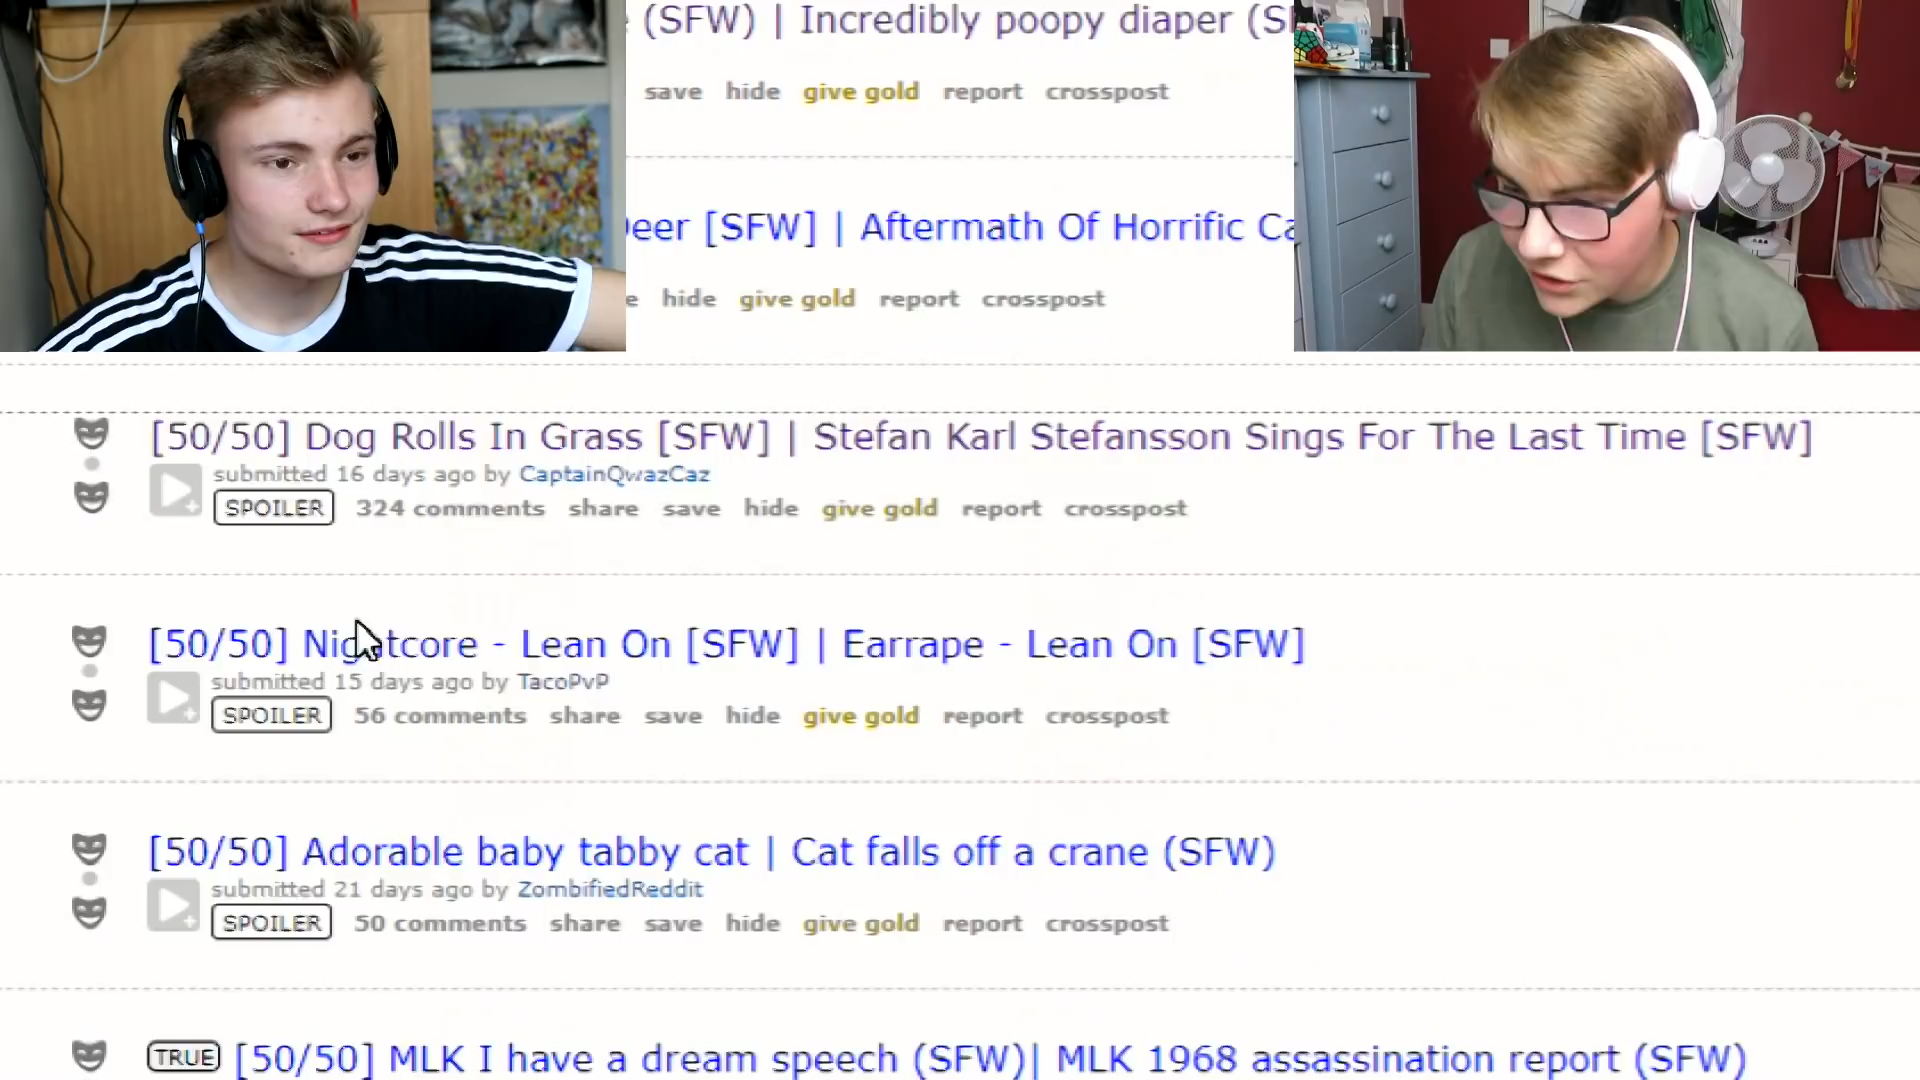 (SFW) | Incredibly poopy diaper (S
save hide give gold report crosspost
eer [SFW] | Aftermath Of Horrific Ca
e hide give gold report crosspost
[50/50] Dog Rolls In Grass [SFW] | Stefan Karl Stefansson Sings For The Last Time [SFW]
submitted 16 days ago by CaptainQwazCaz
SPOILER 324 comments share save hide give gold report crosspost
[50/50] Nightcore - Lean On [SFW] | Earrape - Lean On [SFW]
submitted 15 days ago by TacoPvP
SPOILER 56 comments share save hide give gold report crosspost
[50/50] Adorable baby tabby cat | Cat falls off a crane (SFW)
submitted 21 days ago by ZombifiedReddit
SPOILER 50 comments share save hide give gold report crosspost
TRUE [50/50] MLK I have a dream speech (SFW)| MLK 1968 assassination report (SFW)